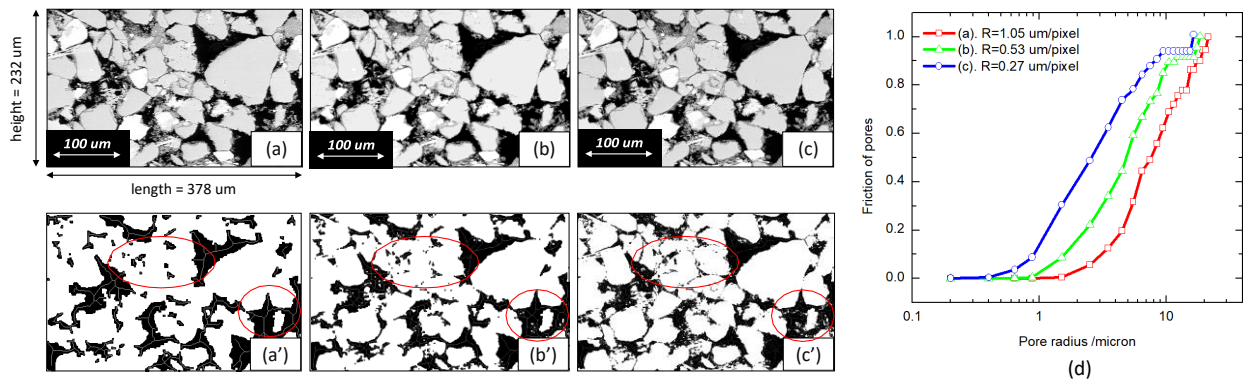 height = 232 um
100 um
(a)
100 um
(b)
100 um
(c)
length = 378 um
(a’)
(b’)
(c’)
Friction of pores
1.0
0.8
0.6
0.4
0.2
0.0
(a). R=1.05 um/pixel
(b). R=0.53 um/pixel
(c). R=0.27 um/pixel
0.1
1
10
Pore radius /micron
(d)